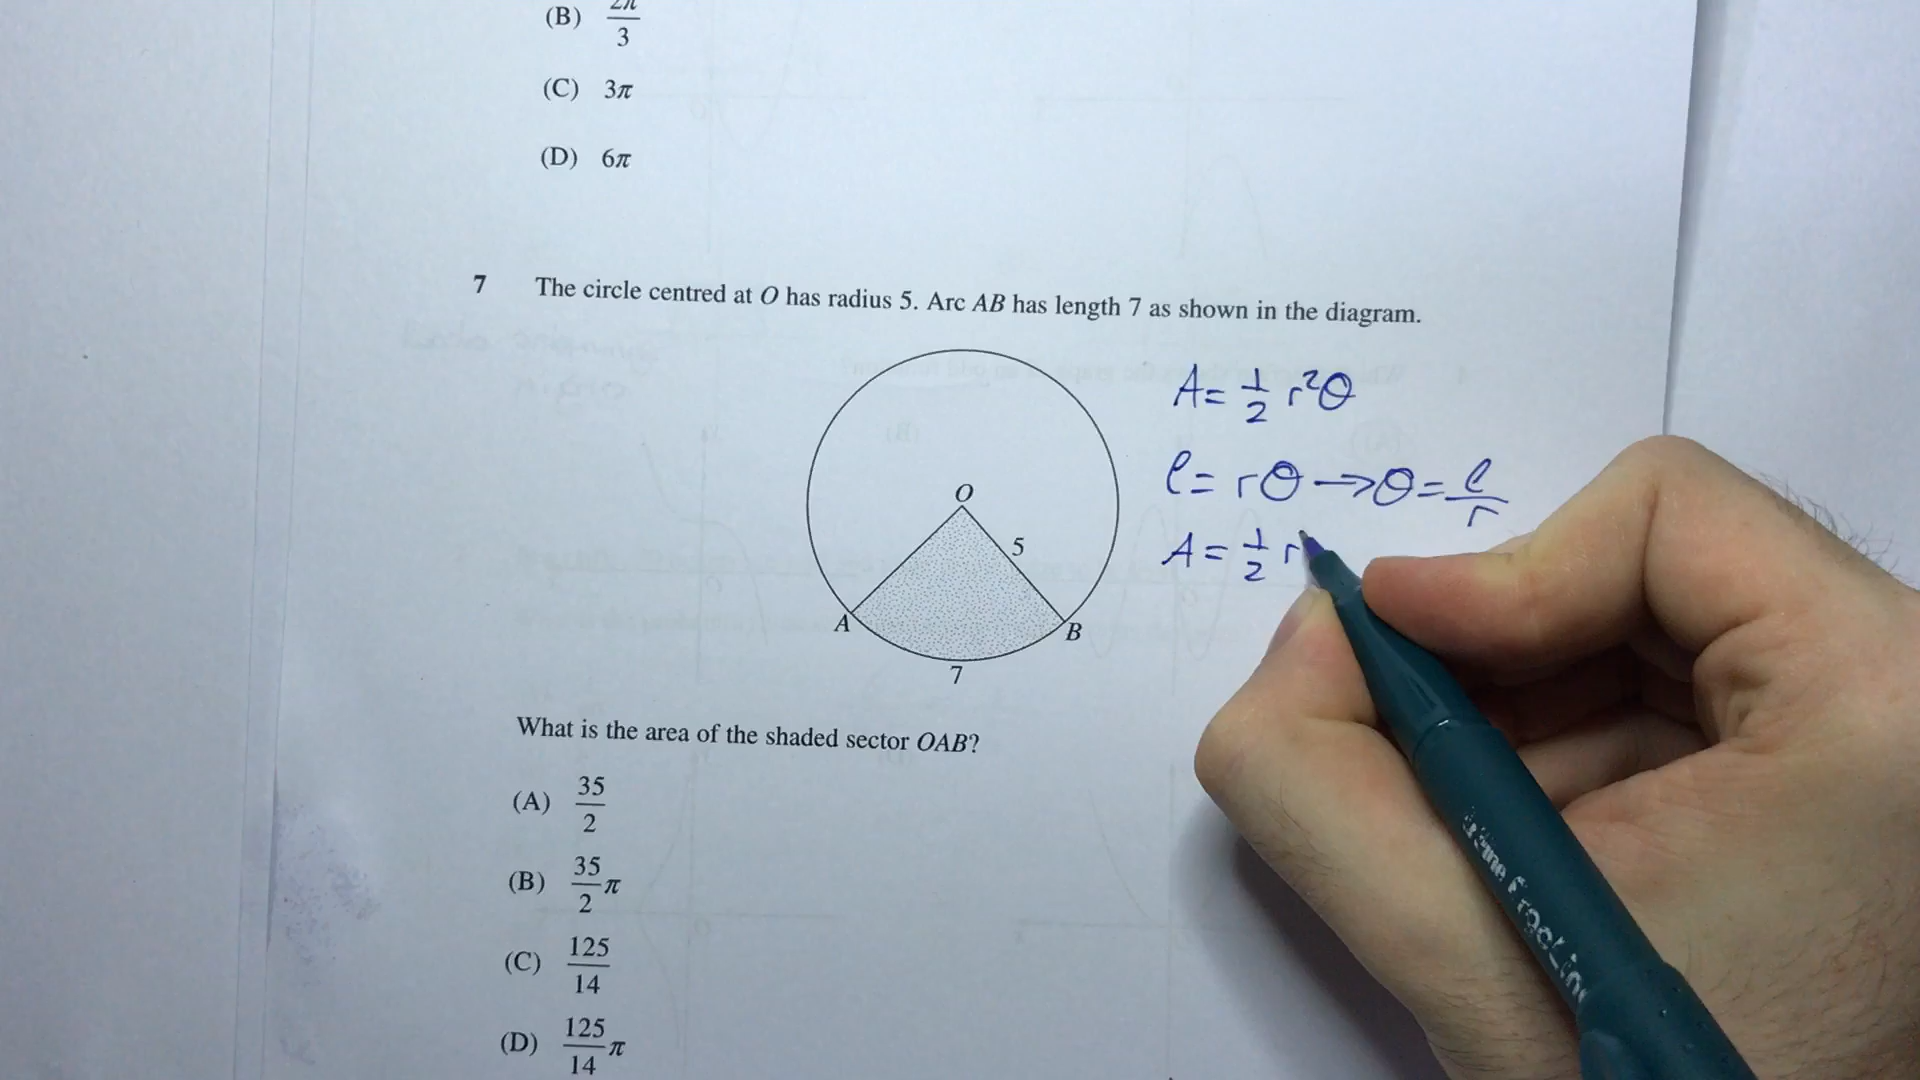 (B) 2π/3
(C) 3π
(D) 6π
7 The circle centred at O has radius 5. Arc AB has length 7 as shown in the diagram.
A = 1/2 r²θ
l = rθ → θ = l/r
A = 1/2 r
O
5
A
B
7
What is the area of the shaded sector OAB?
(A) 35/2
(B) 35/2 π
(C) 125/14
(D) 125/14 π